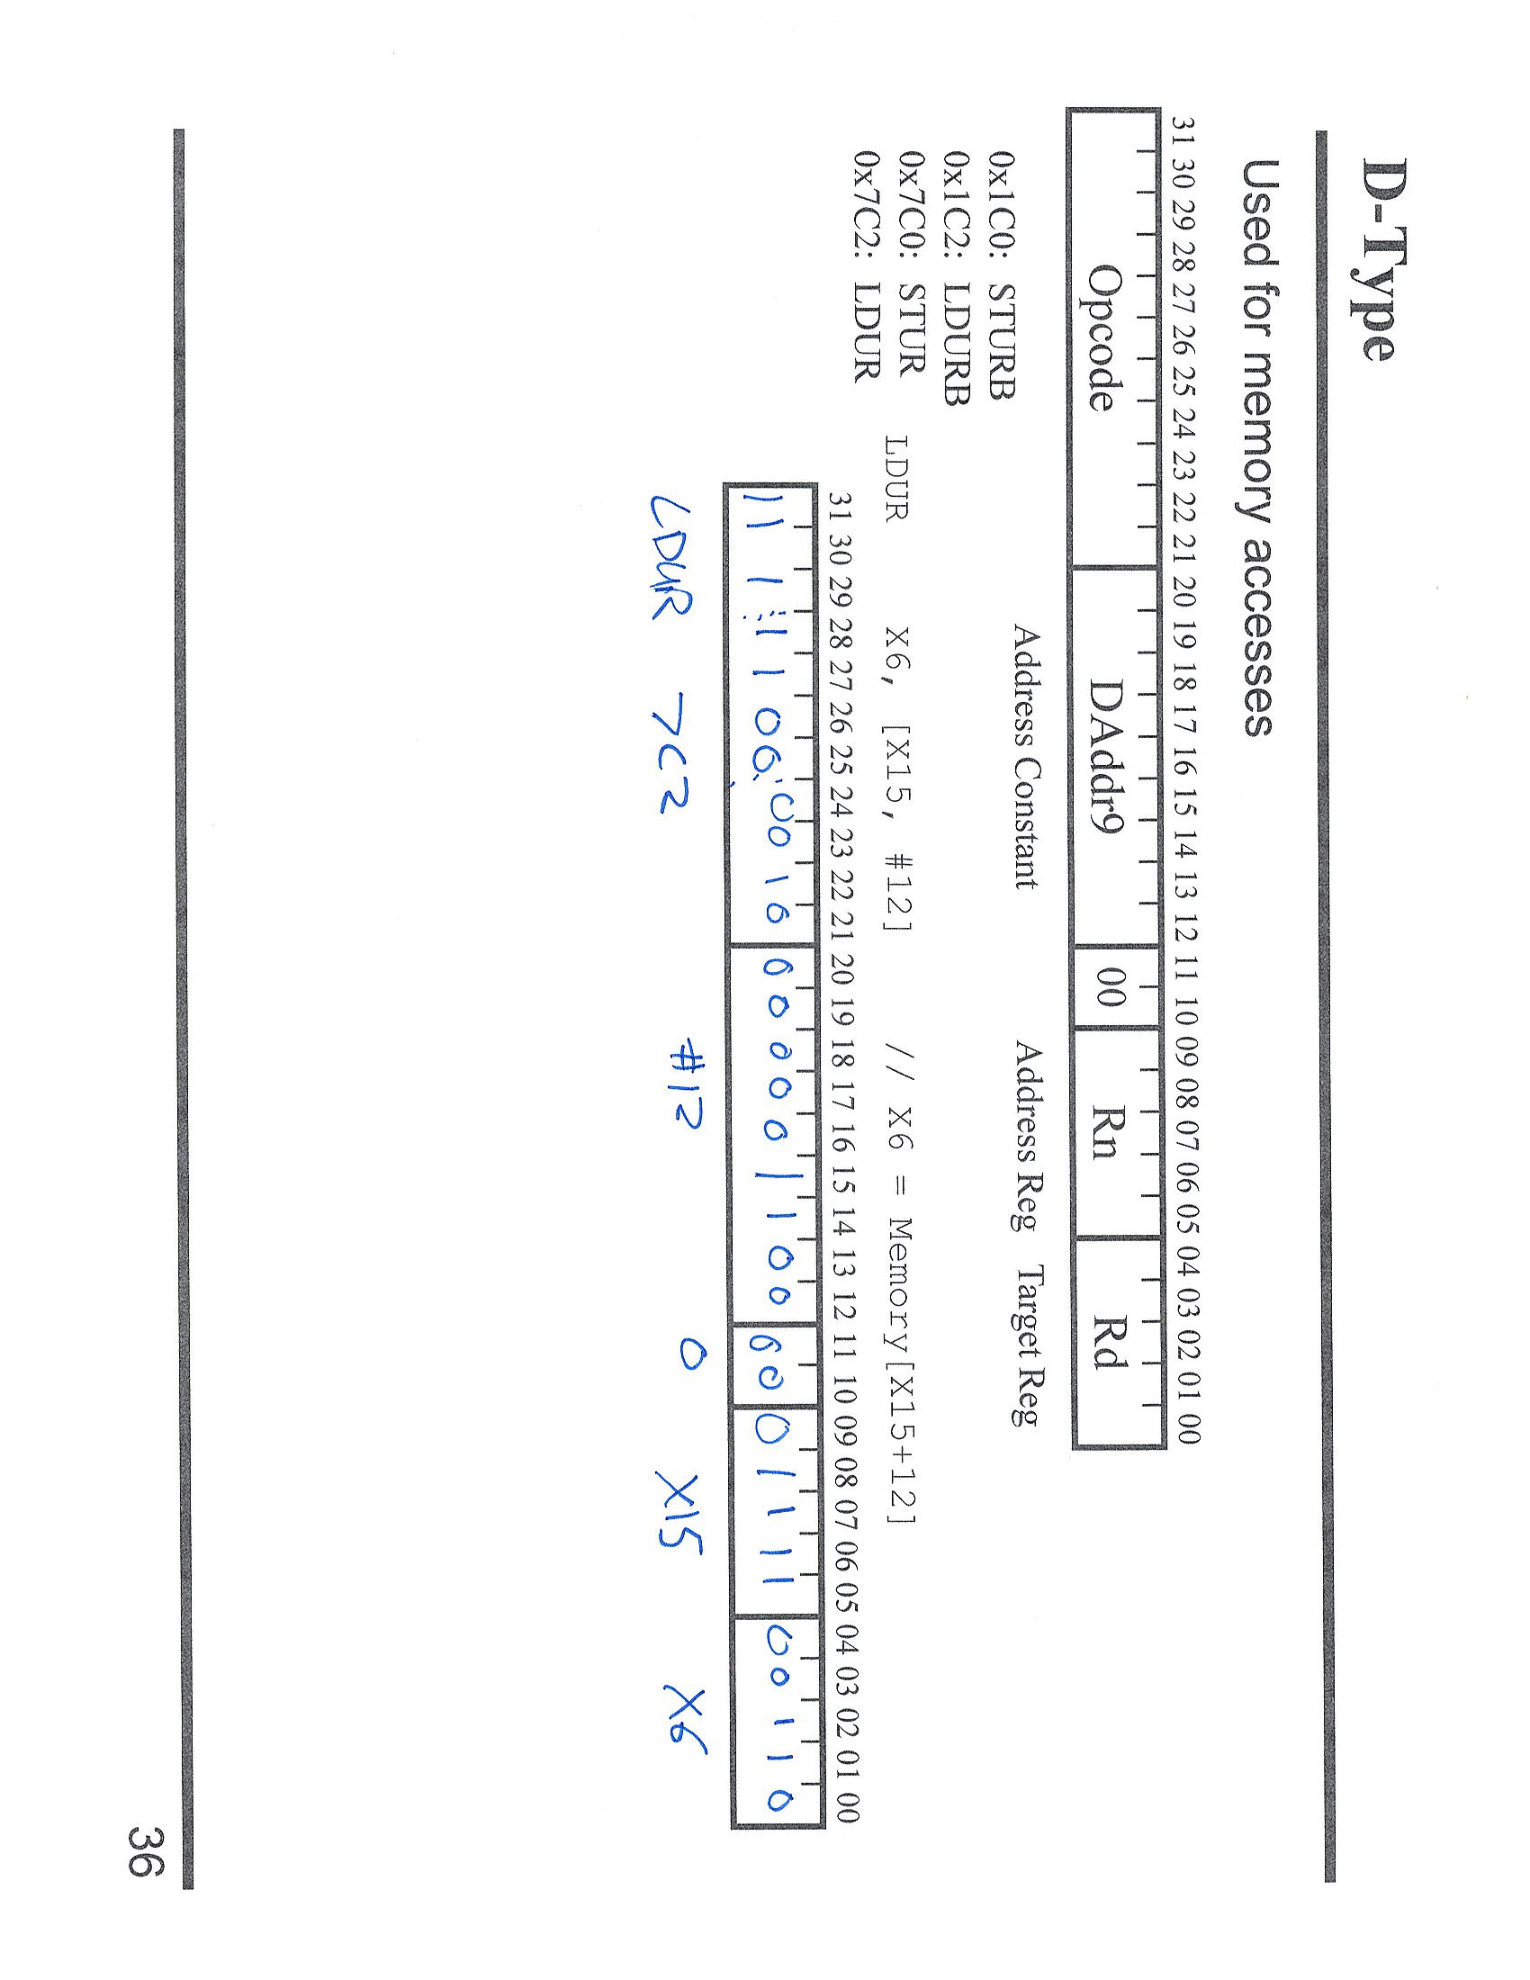 D-Type
Used for memory accesses
31 30 29 28 27 26 25 24 23 22 21 20 19 18 17 16 15 14 13 12 11 10 09 08 07 06 05 04 03 02 01 00
Opcode DAddr9 00 Rn Rd
Address Constant Address Reg Target Reg
0x1C0: STURB
0x1C2: LDURB
0x7C0: STUR
0x7C2: LDUR
LDUR X6, [X15, #12] // X6 = Memory[X15+12]
31 30 29 28 27 26 25 24 23 22 21 20 19 18 17 16 15 14 13 12 11 10 09 08 07 06 05 04 03 02 01 00
1 1 1 1 1 0 0 0 0 1 0 0 0 0 0 0 1 1 0 0 0 0 0 1 1 1 1 0 0 1 1 0
LDUR 7C2 #12 0 X15 X6
36